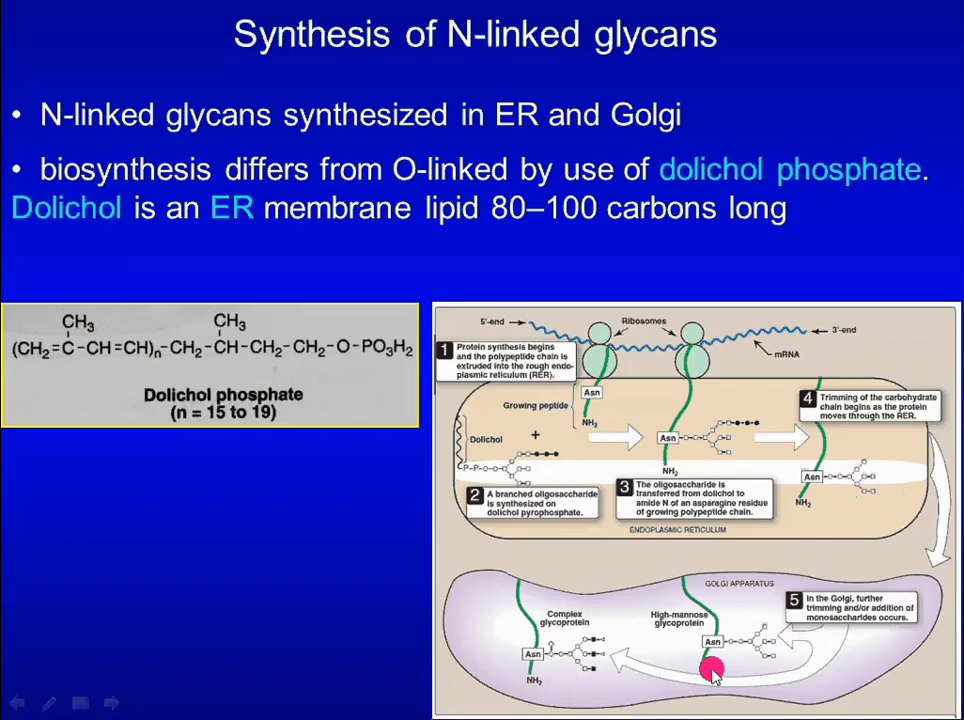 Synthesis of N-linked glycans
• N-linked glycans synthesized in ER and Golgi
• biosynthesis differs from O-linked by use of dolichol phosphate.
Dolichol is an ER membrane lipid 80–100 carbons long
CH3 CH3
(CH2=C-CH=CH)n-CH2-CH-CH2-CH2-O-PO3H2
Dolichol phosphate
(n = 15 to 19)
5'-end
Ribosomes
3'-end
mRNA
1 Protein synthesis begins
and the polypeptide chain is
extruded into the rough endo-
plasmic reticulum (RER).
Asn
Growing peptide
NH2
Dolichol
+
P-P-
2 A branched oligosaccharide
is synthesized on
dolichol pyrophosphate.
Asn
NH2
3 The oligosaccharide is
transferred from dolichol to
amide N of an asparagine residue
of growing polypeptide chain.
4 Trimming of the carbohydrate
chain begins as the protein
moves through the RER.
Asn
NH2
ENDOPLASMIC RETICULUM
GOLGI APPARATUS
5 In the Golgi, further
trimming and/or addition of
monosaccharides occurs.
Complex
glycoprotein
Asn
NH2
High-mannose
glycoprotein
Asn